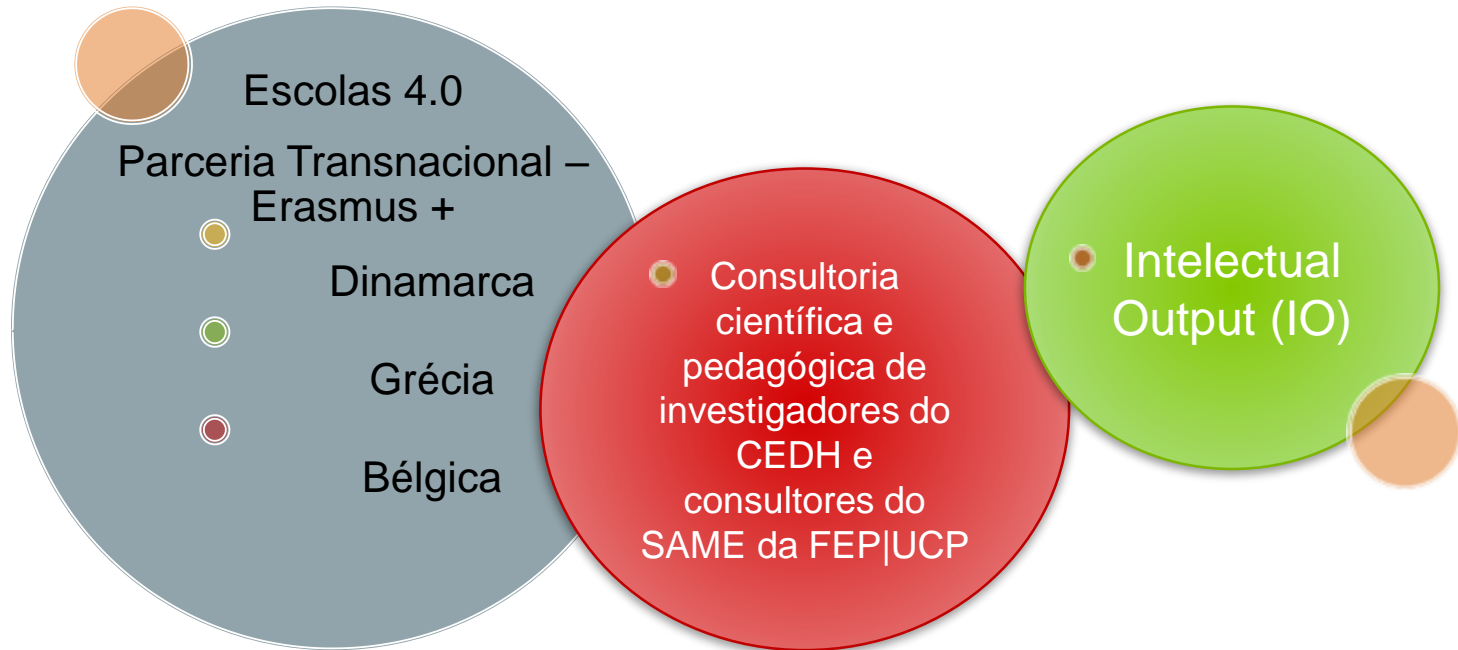 Escolas 4.0
Parceria Transnacional –
Erasmus +
Dinamarca
Grécia
Bélgica
Consultoria
científica e
pedagógica de
investigadores do
CEDH e
consultores do
SAME da FEP|UCP
Intelectual
Output (IO)